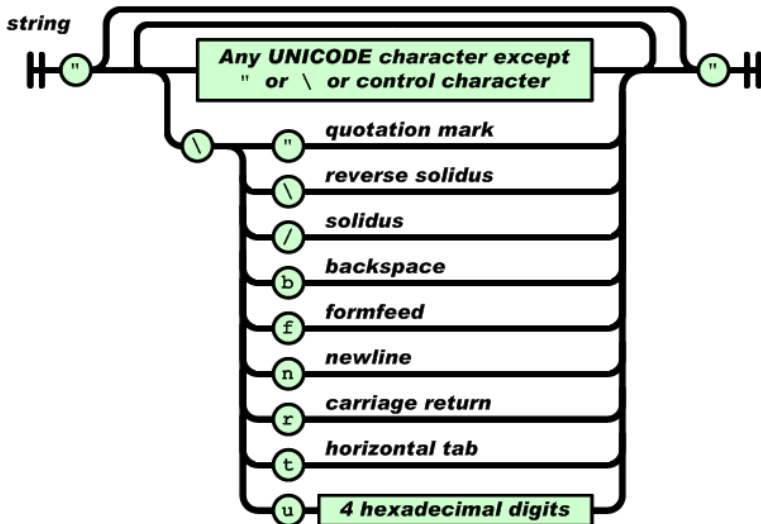 string
" Any UNICODE character except "
" or \ or control character
\ " quotation mark
\ reverse solidus
/ solidus
b backspace
f formfeed
n newline
r carriage return
t horizontal tab
u 4 hexadecimal digits